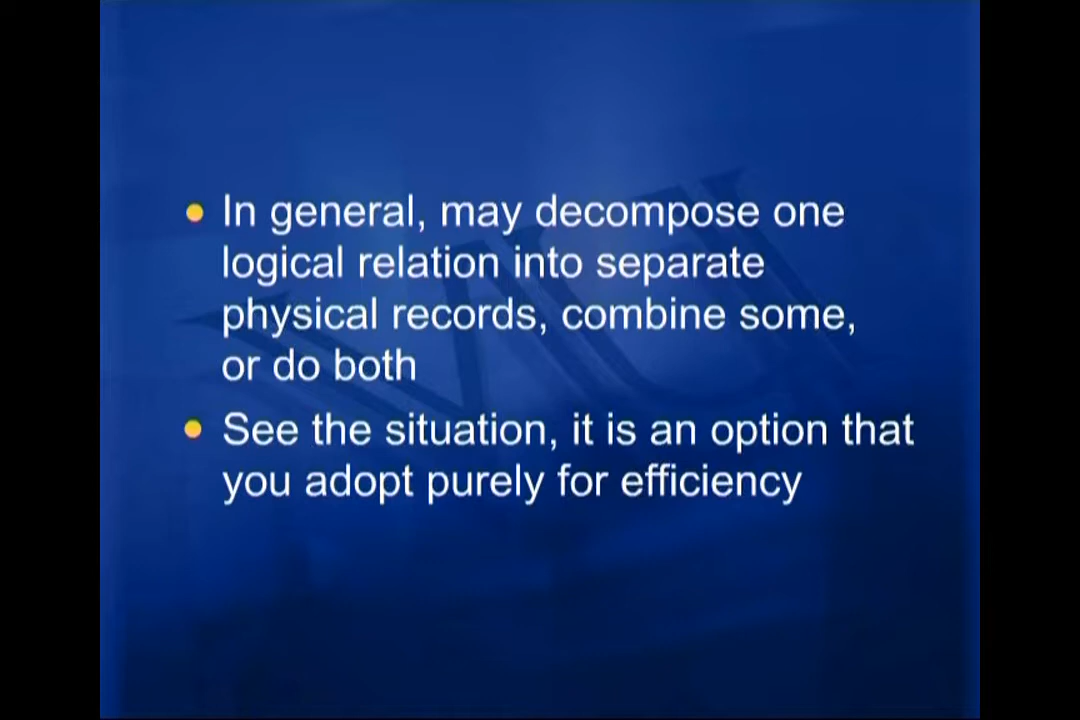 In general, may decompose one
logical relation into separate
physical records, combine some,
or do both
See the situation, it is an option that
you adopt purely for efficiency